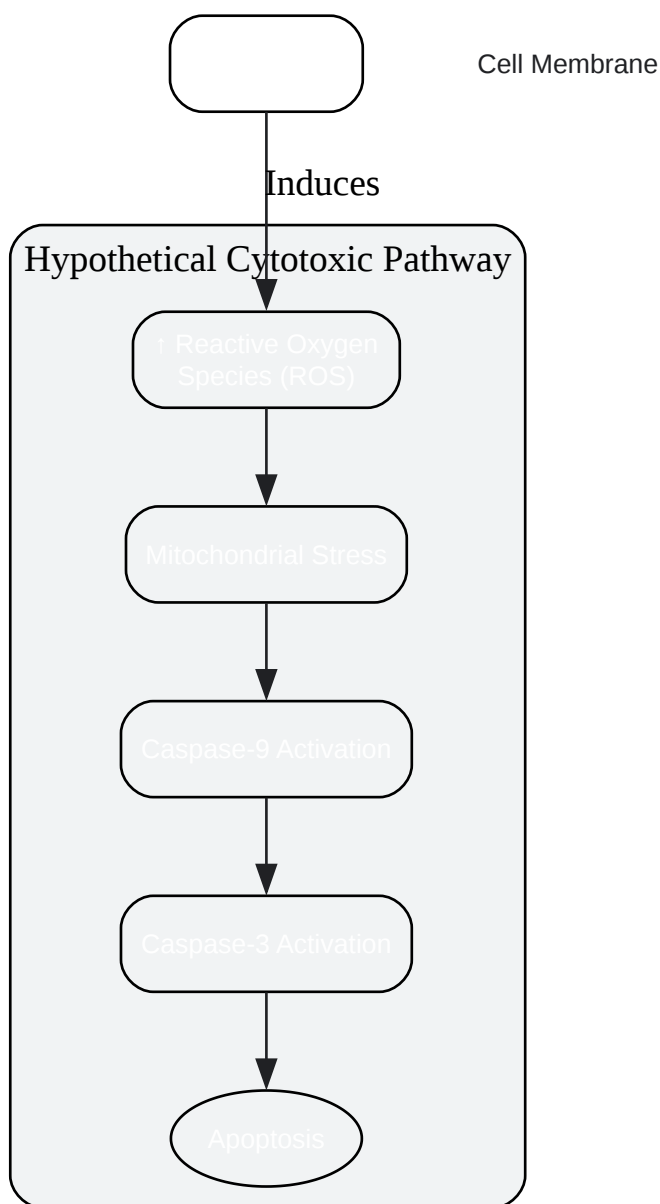 Cell Membrane
Induces
Hypothetical Cytotoxic Pathway
↑ Reactive Oxygen
Species (ROS)
Mitochondrial Stress
Caspase-9 Activation
Caspase-3 Activation
Apoptosis